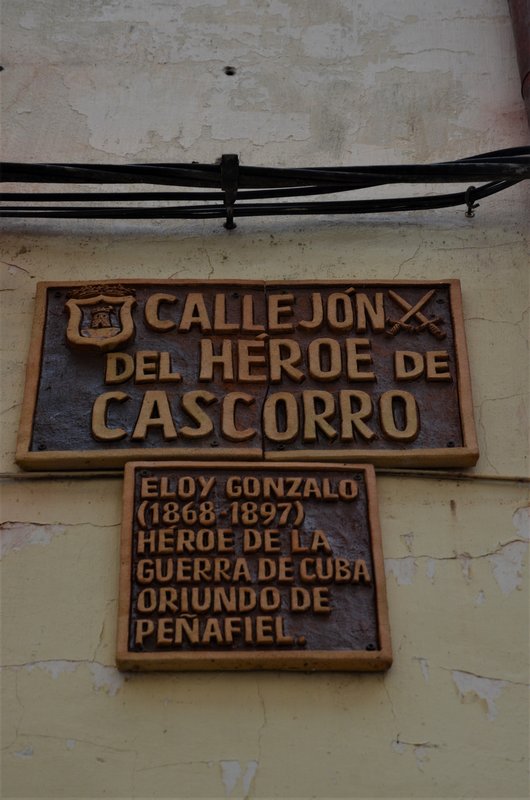 CALLEJÓN
DEL HÉROE DE
CASCORRO
ELOY GONZALO
(1868-1897)
HÉROE DE LA
GUERRA DE CUBA
ORIUNDO DE
PEÑAFIEL.